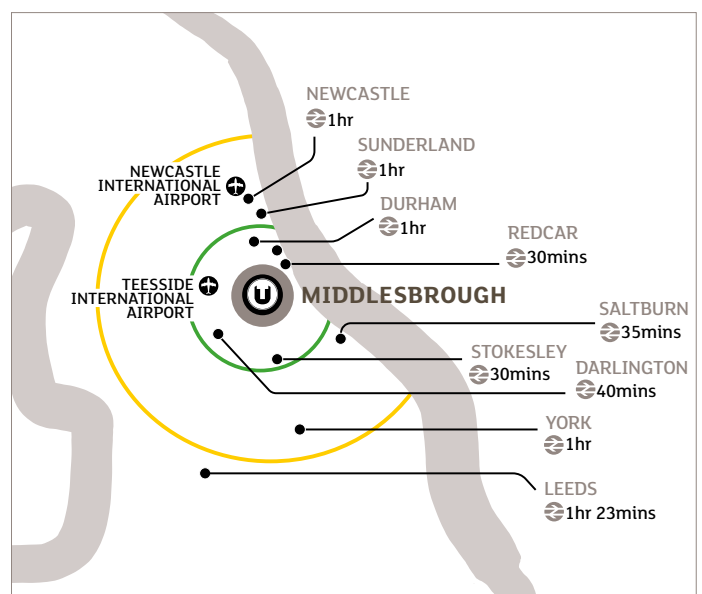 NEWCASTLE
1hr
SUNDERLAND
1hr
NEWCASTLE
INTERNATIONAL
AIRPORT
DURHAM
1hr
REDCAR
30mins
TEESSIDE
INTERNATIONAL
AIRPORT
U
MIDDLESBROUGH
SALTBURN
35mins
STOKESLEY
30mins
DARLINGTON
40mins
YORK
1hr
LEEDS
1hr 23mins